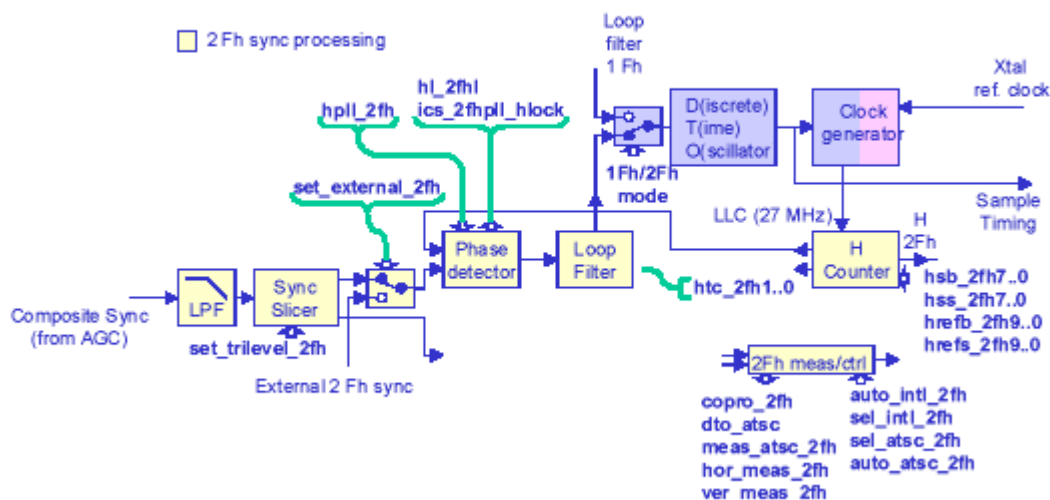 2 Fh sync processing
Loop
filter
1 Fh
hl_2fhl
hpll_2fh
ics_2fhpll_hlock
Xtal
ref. clock
D(iscrete)
T(ime)
O(scillator
Clock
generator
set_external_2fh
1Fh/2Fh
mode
Sample
Timing
LLC (27 MHz)
H
2Fh
Phase
detector
Loop
Filter
H
Counter
LPF
Sync
Slicer
htc_2fh1..0
hsb_2fh7..0
hss_2fh7..0
hrefb_2fh9..0
hrefs_2fh9..0
Composite Sync
(from AGC)
set_trilevel_2fh
External 2 Fh sync
2Fh meas/ctrl
copro_2fh
dto_atsc
meas_atsc_2fh
hor_meas_2fh
ver_meas_2fh
auto_intl_2fh
sel_intl_2fh
sel_atsc_2fh
auto_atsc_2fh